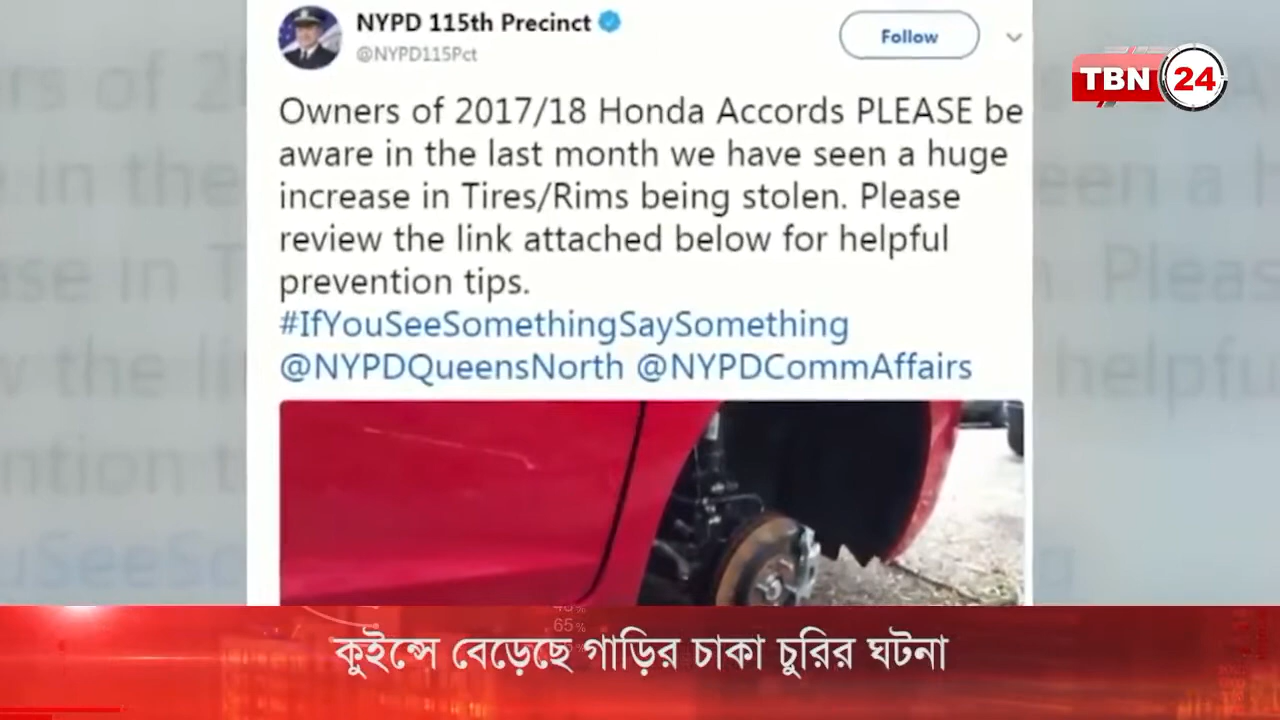 NYPD 115th Precinct
@NYPD115Pct
Follow
TBN 24
Owners of 2017/18 Honda Accords PLEASE be
aware in the last month we have seen a huge
increase in Tires/Rims being stolen. Please
review the link attached below for helpful
prevention tips.
#IfYouSeeSomethingSaySomething
@NYPDQueensNorth @NYPDCommAffairs
65%
কুইন্সে বেড়েছে গাড়ির চাকা চুরির ঘটনা